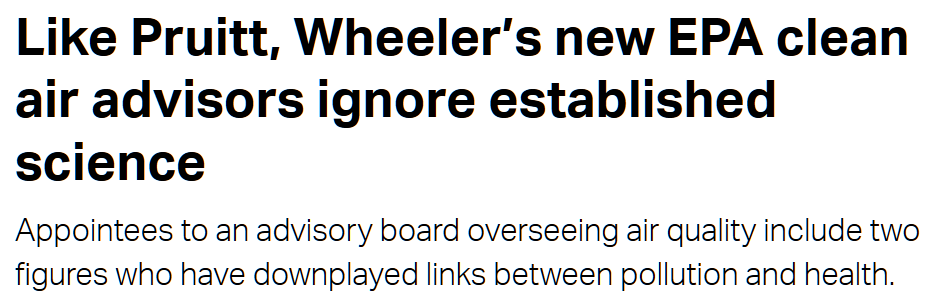 Like Pruitt, Wheeler’s new EPA clean
air advisors ignore established
science
Appointees to an advisory board overseeing air quality include two
figures who have downplayed links between pollution and health.